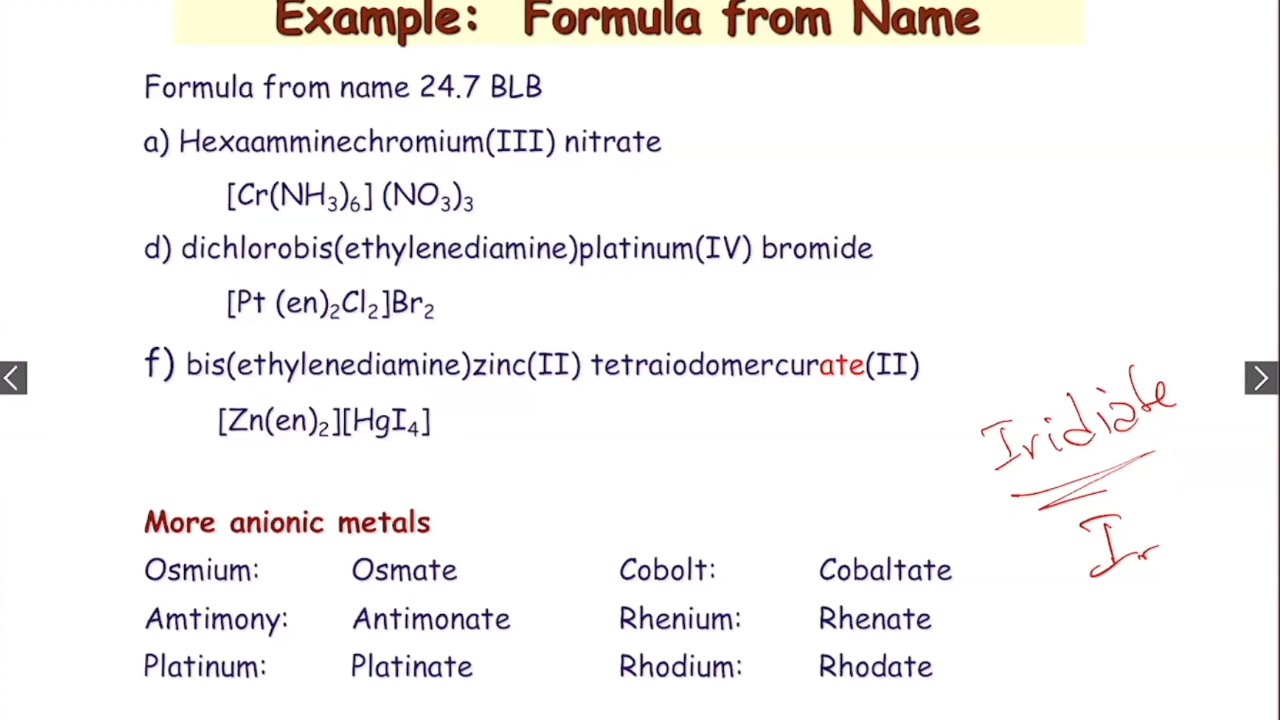 Example: Formula from Name
Formula from name 24.7 BLB
a) Hexaamminechromium(III) nitrate
[Cr(NH₃)₆] (NO₃)₃
d) dichlorobis(ethylenediamine)platinum(IV) bromide
[Pt (en)₂Cl₂]Br₂
f) bis(ethylenediamine)zinc(II) tetraiodomercurate(II)
[Zn(en)₂][HgI₄]
Iridiate
Ir
More anionic metals
Osmium: Osmate Cobolt: Cobaltate
Amtimony: Antimonate Rhenium: Rhenate
Platinum: Platinate Rhodium: Rhodate